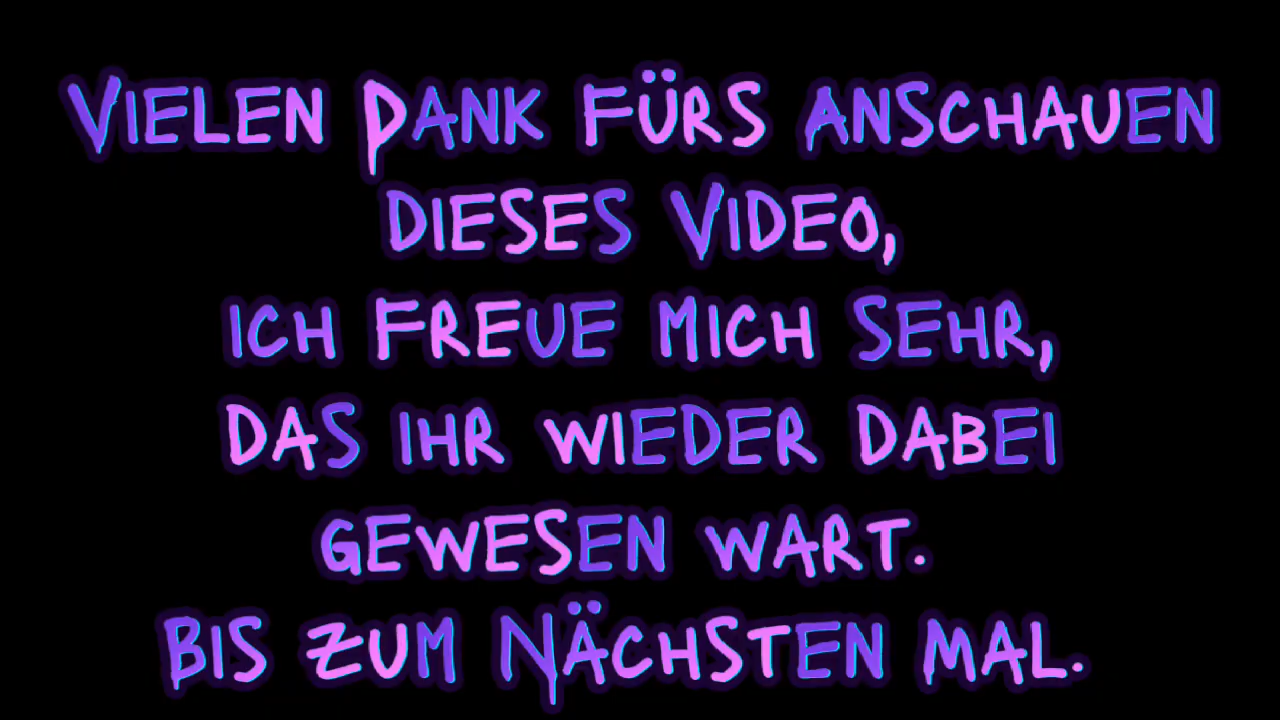 Vielen Dank fürs anschauen
dieses Video,
ich freue mich sehr,
das ihr wieder dabei
gewesen wart.
Bis zum Nächsten mal.